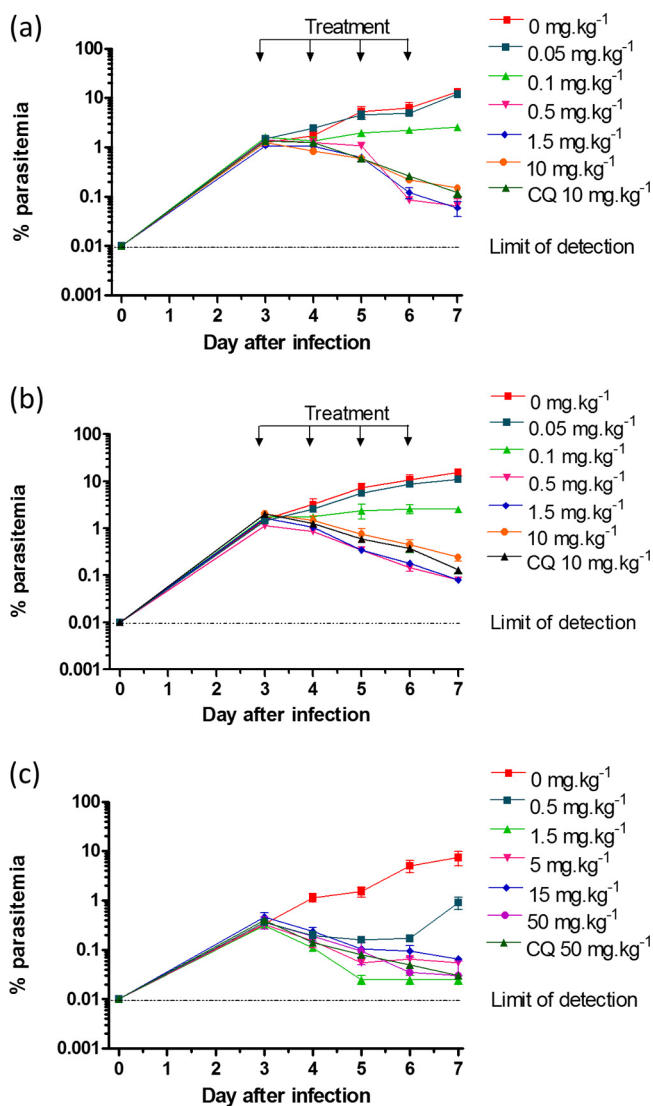 (a)
Treatment
% parasitemia
100
10
1
0.1
0.01
0.001
0 1 2 3 4 5 6 7
Day after infection
0 mg.kg⁻¹
0.05 mg.kg⁻¹
0.1 mg.kg⁻¹
0.5 mg.kg⁻¹
1.5 mg.kg⁻¹
10 mg.kg⁻¹
CQ 10 mg.kg⁻¹
Limit of detection
(b)
Treatment
% parasitemia
100
10
1
0.1
0.01
0.001
0 1 2 3 4 5 6 7
Day after infection
0 mg.kg⁻¹
0.05 mg.kg⁻¹
0.1 mg.kg⁻¹
0.5 mg.kg⁻¹
1.5 mg.kg⁻¹
10 mg.kg⁻¹
CQ 10 mg.kg⁻¹
Limit of detection
(c)
% parasitemia
100
10
1
0.1
0.01
0.001
0 1 2 3 4 5 6 7
Day after infection
0 mg.kg⁻¹
0.5 mg.kg⁻¹
1.5 mg.kg⁻¹
5 mg.kg⁻¹
15 mg.kg⁻¹
50 mg.kg⁻¹
CQ 50 mg.kg⁻¹
Limit of detection